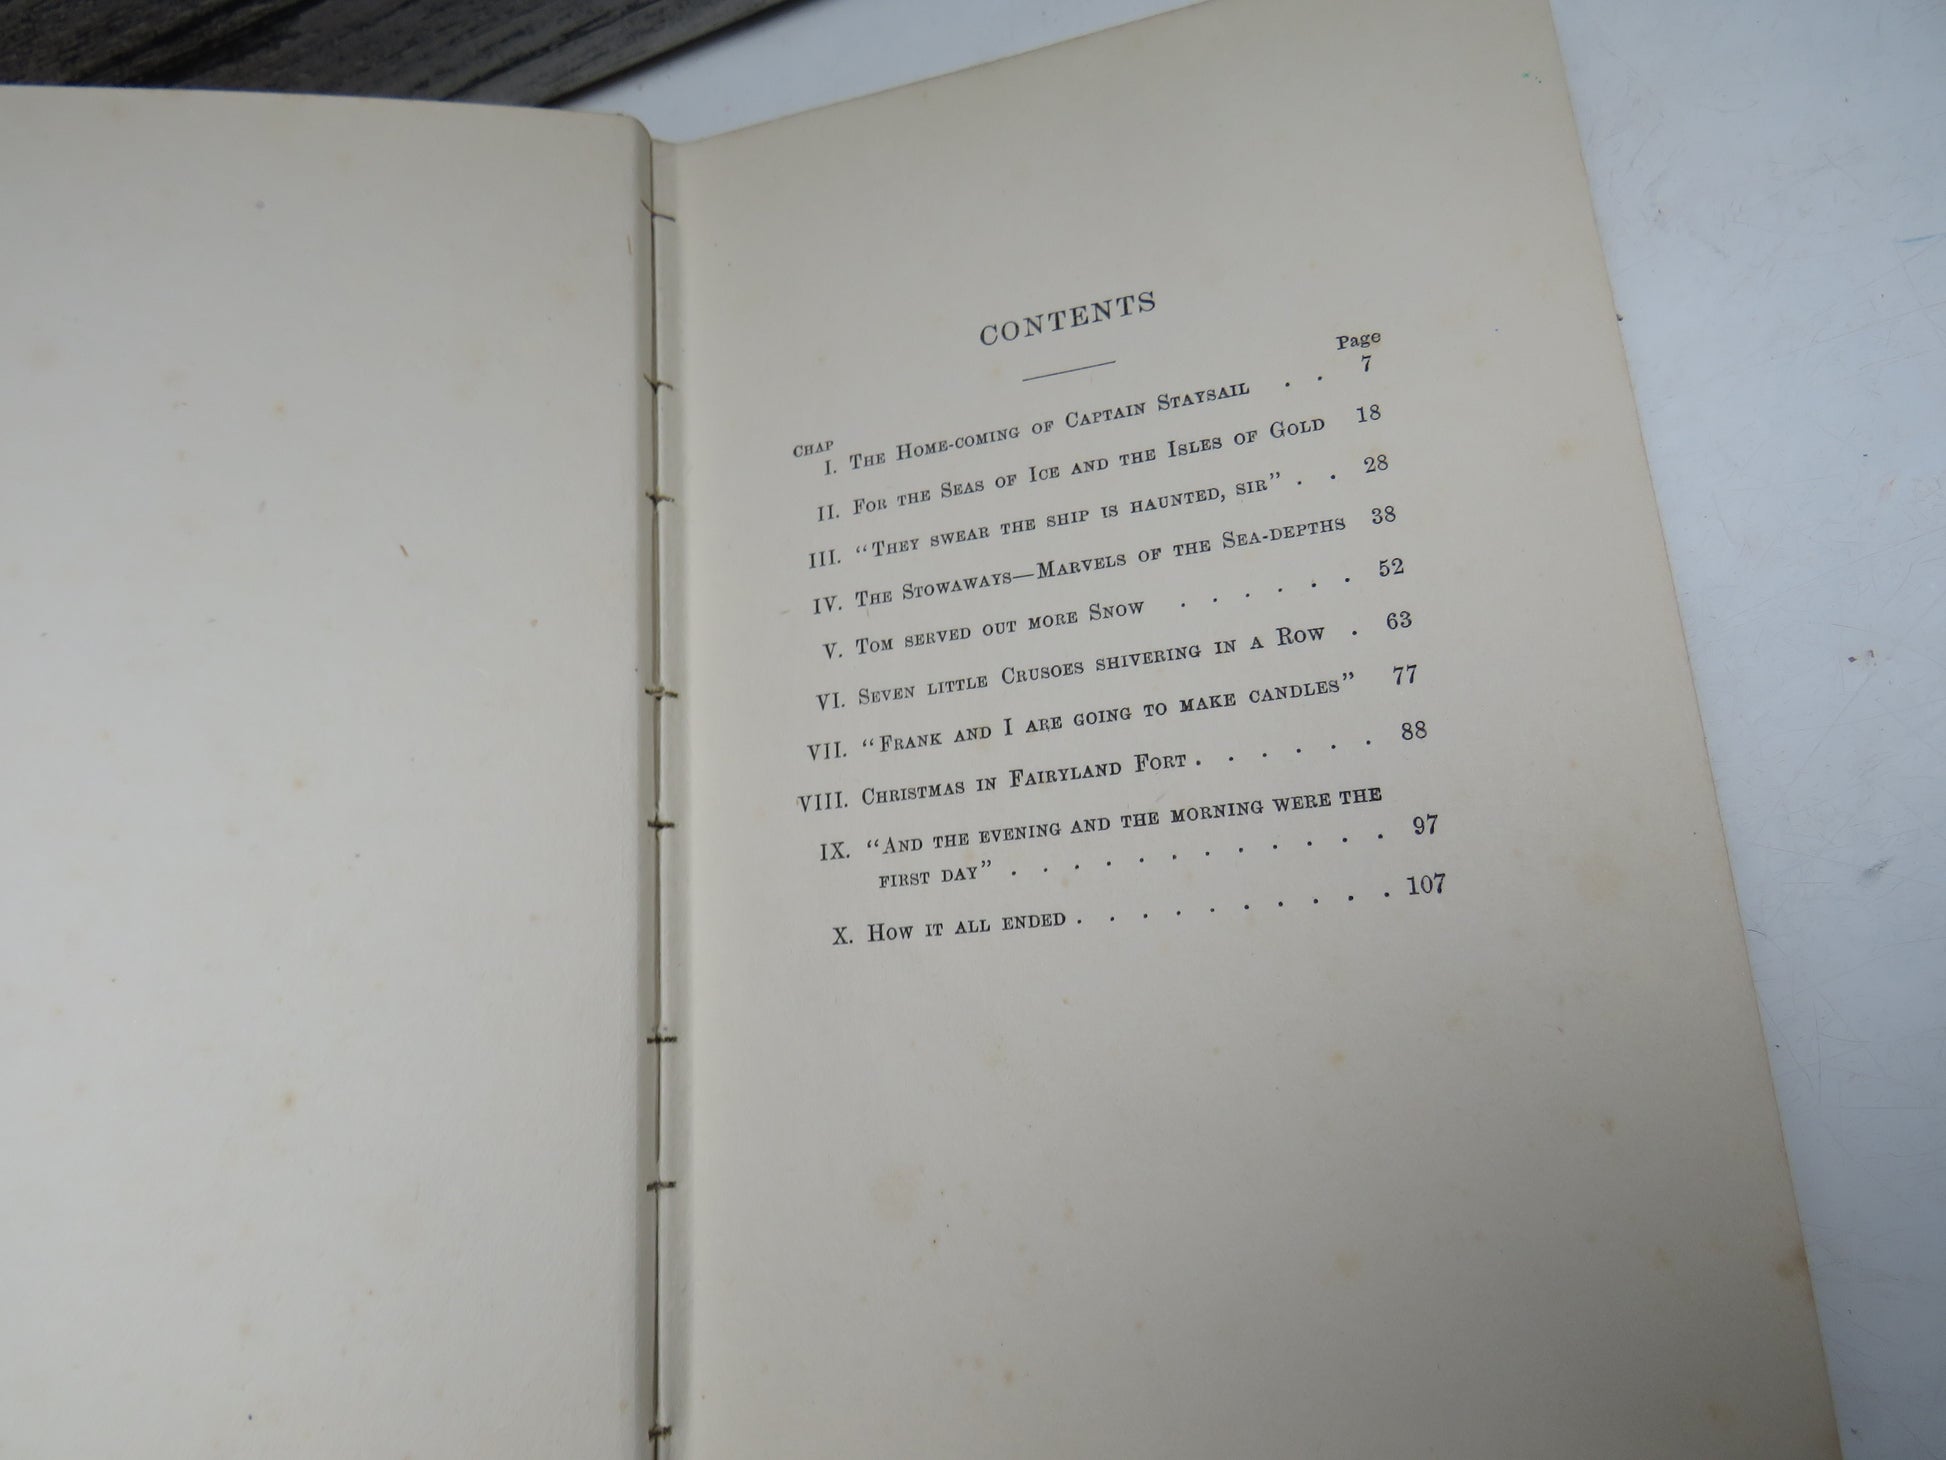 CONTENTS
Page
CHAP
I. THE HOME-COMING OF CAPTAIN STAYSAIL . . 7
II. FOR THE SEAS OF ICE AND THE ISLES OF GOLD 18
III. “THEY SWEAR THE SHIP IS HAUNTED, SIR” . . 28
IV. THE STOWAWAYS—MARVELS OF THE SEA-DEPTHS 38
V. TOM SERVED OUT MORE SNOW . . . . . . 52
VI. SEVEN LITTLE CRUSOES SHIVERING IN A ROW . 63
VII. “FRANK AND I ARE GOING TO MAKE CANDLES” 77
VIII. CHRISTMAS IN FAIRYLAND FORT . . . . . . 88
IX. “AND THE EVENING AND THE MORNING WERE THE
FIRST DAY” . . . . . . . . . . . . 97
X. HOW IT ALL ENDED . . . . . . . . . . 107